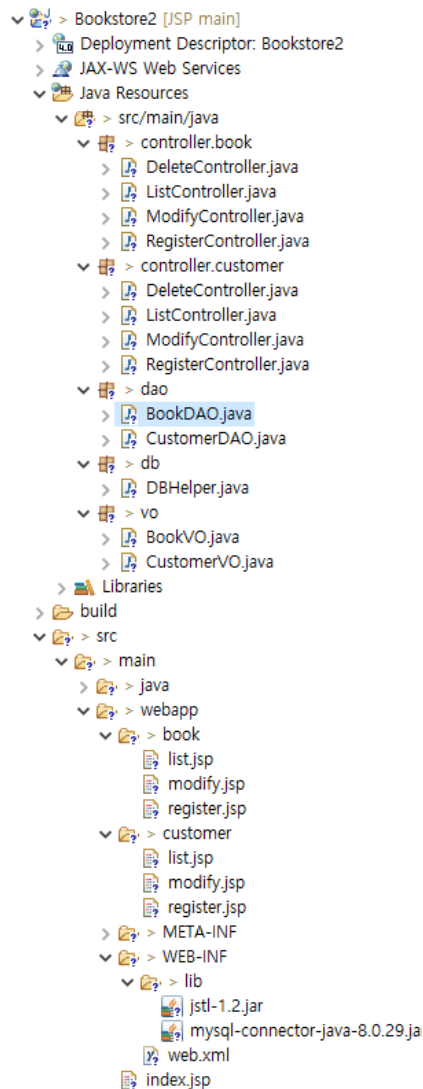 > Bookstore2 [JSP main]
Deployment Descriptor: Bookstore2
JAX-WS Web Services
Java Resources
> src/main/java
> controller.book
DeleteController.java
ListController.java
ModifyController.java
RegisterController.java
> controller.customer
DeleteController.java
ListController.java
ModifyController.java
RegisterController.java
> dao
BookDAO.java
CustomerDAO.java
> db
DBHelper.java
> vo
BookVO.java
CustomerVO.java
Libraries
build
> src
> main
> java
> webapp
> book
list.jsp
modify.jsp
register.jsp
> customer
list.jsp
modify.jsp
register.jsp
> META-INF
> WEB-INF
> lib
jstl-1.2.jar
mysql-connector-java-8.0.29.ja
web.xml
index.jsp